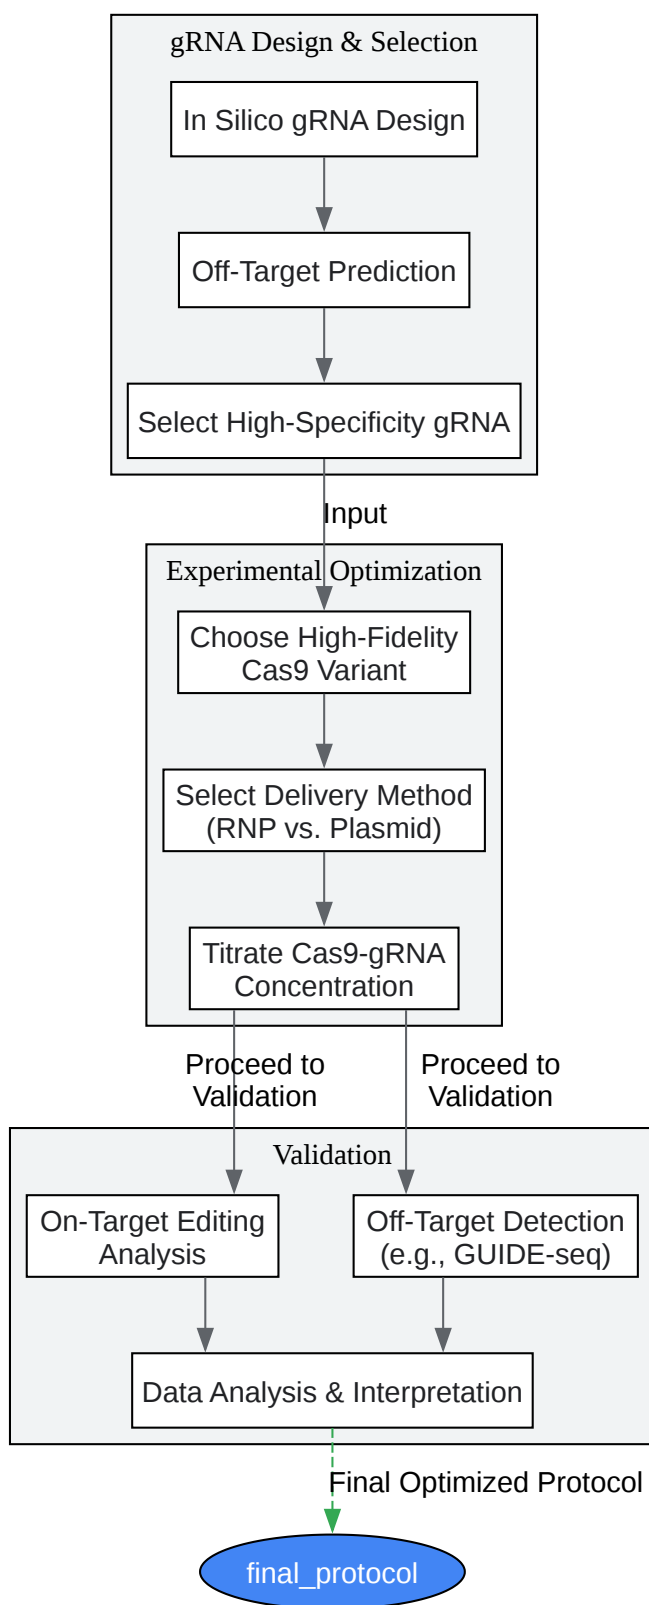 gRNA Design & Selection
In Silico gRNA Design
Off-Target Prediction
Select High-Specificity gRNA
Input
Experimental Optimization
Choose High-Fidelity
Cas9 Variant
Select Delivery Method
(RNP vs. Plasmid)
Titrate Cas9-gRNA
Concentration
Proceed to
Validation
Proceed to
Validation
Validation
On-Target Editing
Analysis
Off-Target Detection
(e.g., GUIDE-seq)
Data Analysis & Interpretation
Final Optimized Protocol
final_protocol